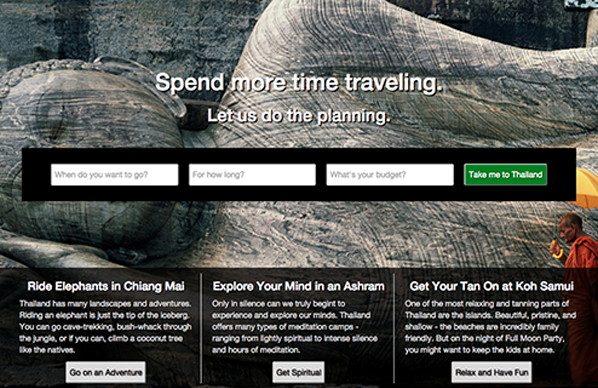 Spend more time traveling.
Let us do the planning.
When do you want to go? For how long? What's your budget? Take me to Thailand
Ride Elephants in Chiang Mai
Thailand has many landscapes and adventures.
Riding an elephant is just the tip of the iceberg.
You can go cave-trekking, bush-whack through
the jungle, or if you can, climb a coconut tree
like the natives.
Go on an Adventure
Explore Your Mind in an Ashram
Only in silence can we truly begint to
experience and explore our minds. Thailand
offers many types of meditation camps -
ranging from lightly spiritual to intense silence
and hours of meditation.
Get Spiritual
Get Your Tan On at Koh Samui
One of the most relaxing and tanning parts of
Thailand are the islands. Beautiful, pristine, and
shallow - the beaches are incredibly family
friendly. But on the night of Full Moon Party,
you might want to keep the kids at home.
Relax and Have Fun